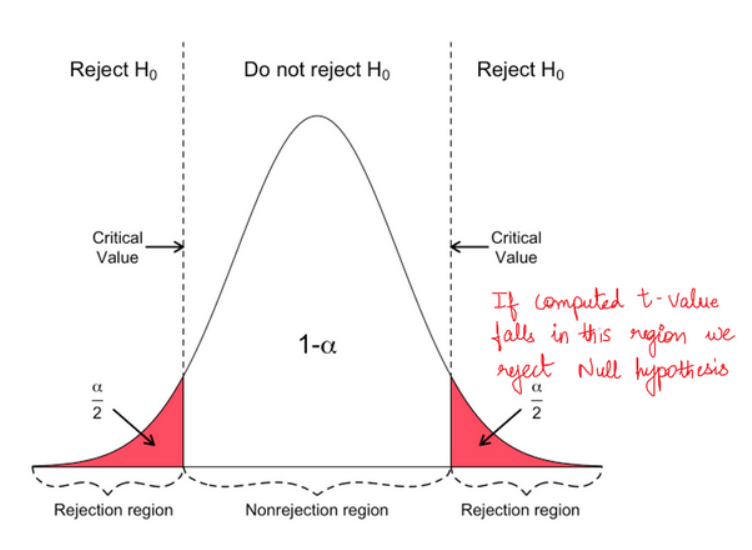 Reject H₀
Do not reject H₀
Reject H₀
Critical
Value
Critical
Value
If computed t-value
falls in this region we
reject Null hypothesis
1-α
α
2
α
2
Rejection region
Nonrejection region
Rejection region